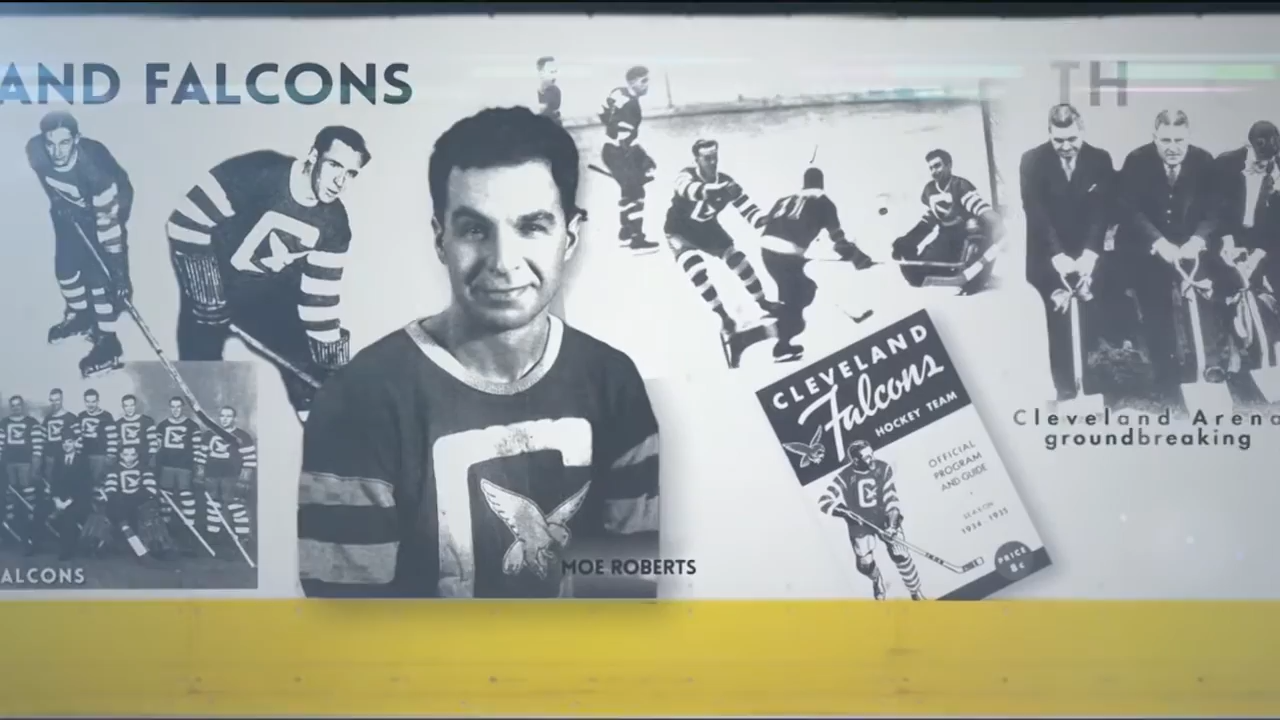 AND FALCONS
TH
CLEVELAND
Falcons
HOCKEY TEAM
OFFICIAL
PROGRAM
AND GUIDE
SEASON
1934-1935
PRICE
Cleveland Arena
groundbreaking
MOE ROBERTS
ALCONS